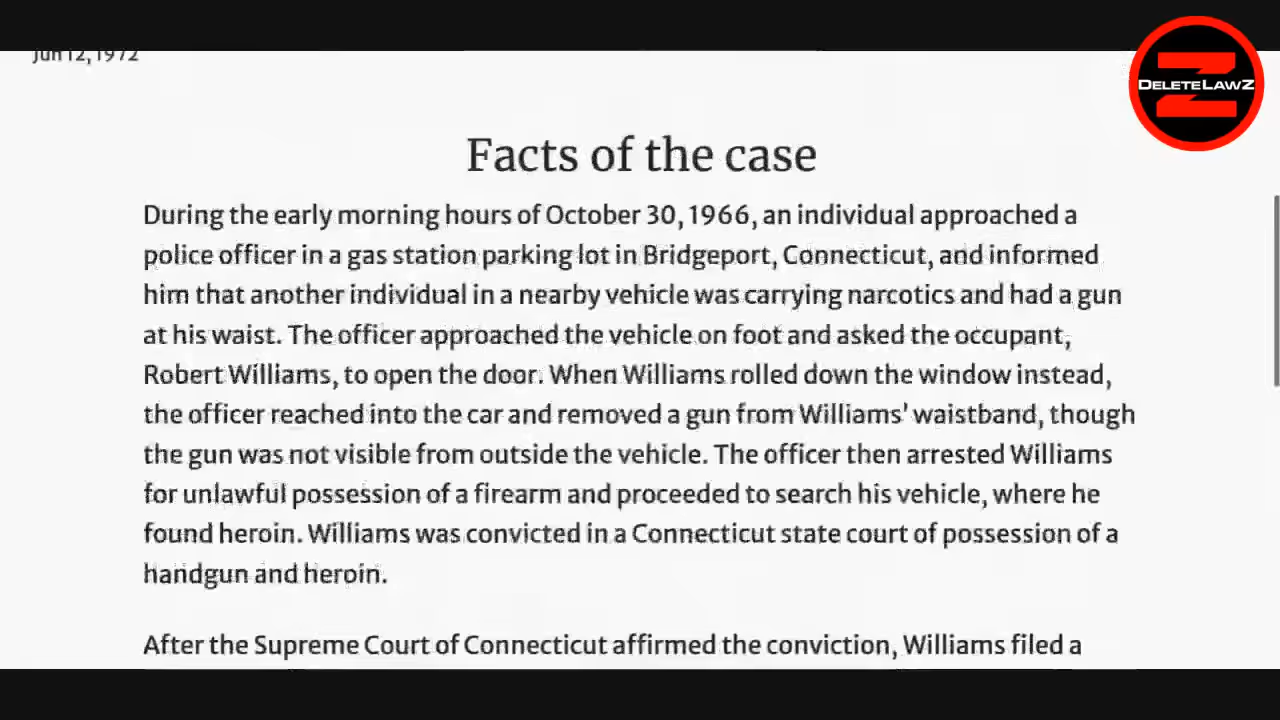 Jun 12, 1972
DELETELAWZ
Facts of the case
During the early morning hours of October 30, 1966, an individual approached a
police officer in a gas station parking lot in Bridgeport, Connecticut, and informed
him that another individual in a nearby vehicle was carrying narcotics and had a gun
at his waist. The officer approached the vehicle on foot and asked the occupant,
Robert Williams, to open the door. When Williams rolled down the window instead,
the officer reached into the car and removed a gun from Williams' waistband, though
the gun was not visible from outside the vehicle. The officer then arrested Williams
for unlawful possession of a firearm and proceeded to search his vehicle, where he
found heroin. Williams was convicted in a Connecticut state court of possession of a
handgun and heroin.
After the Supreme Court of Connecticut affirmed the conviction, Williams filed a